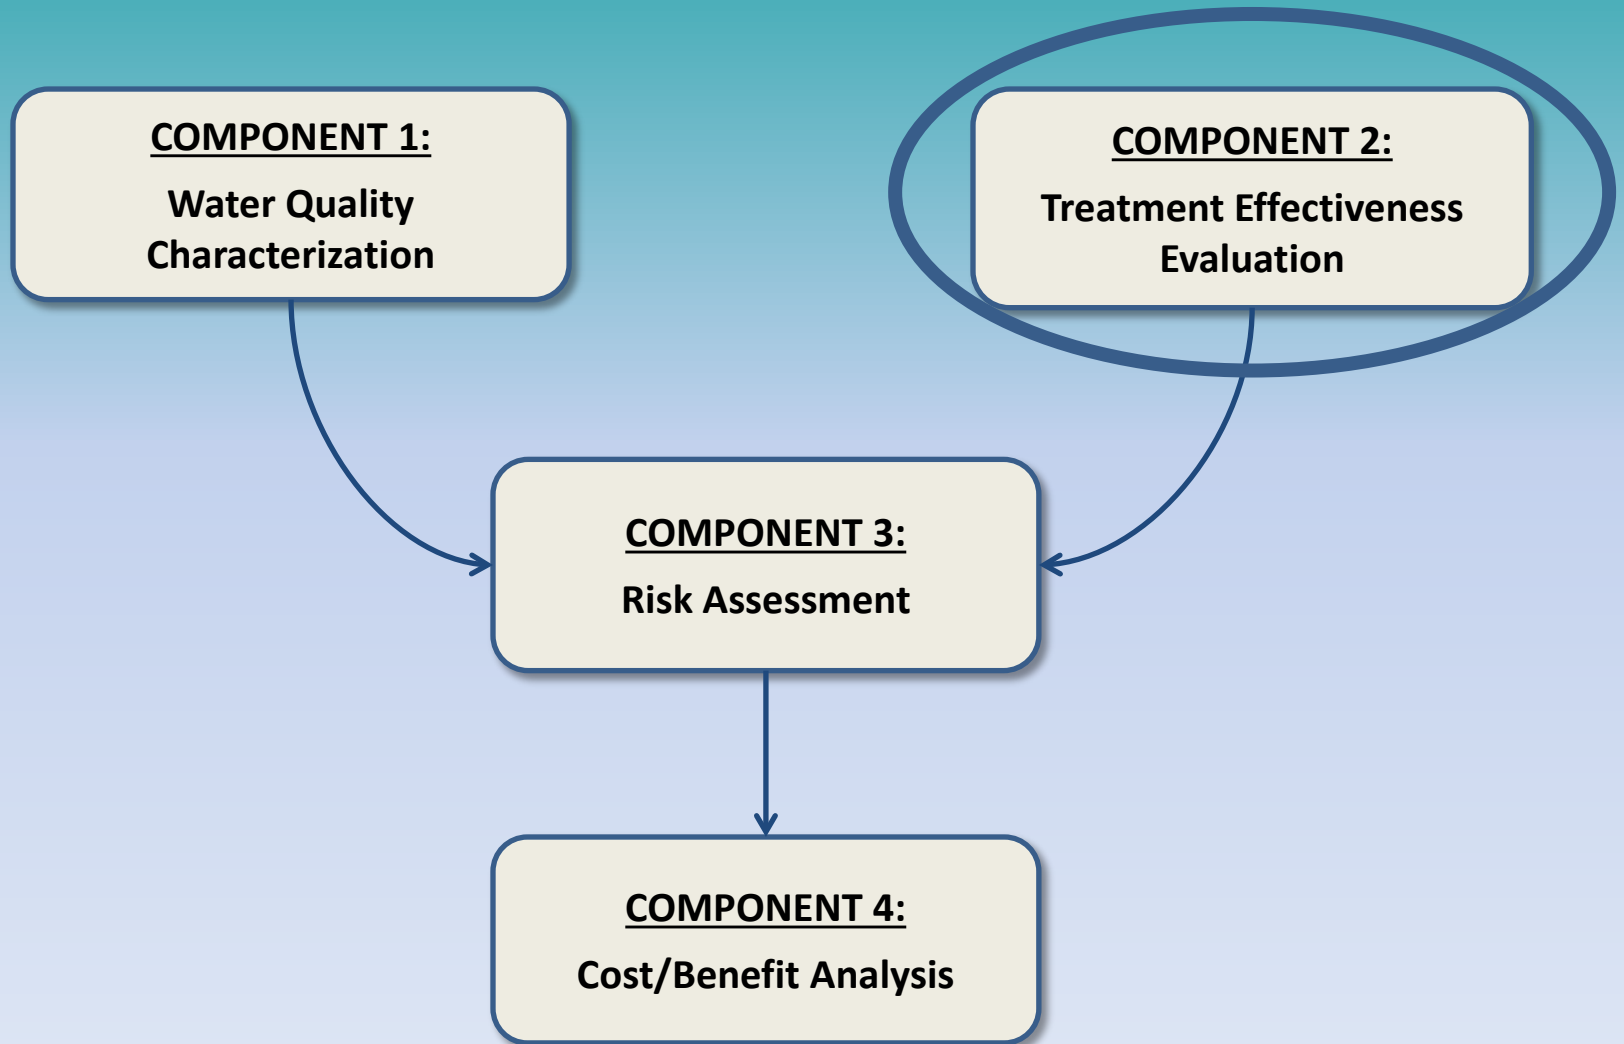 COMPONENT 1:
Water Quality
Characterization
COMPONENT 2:
Treatment Effectiveness
Evaluation
COMPONENT 3:
Risk Assessment
COMPONENT 4:
Cost/Benefit Analysis